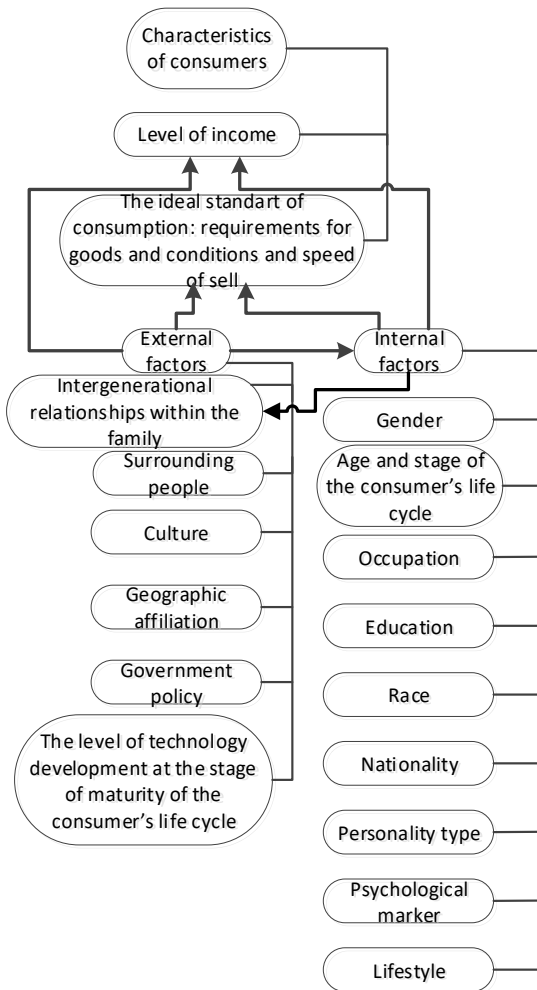 Characteristics
of consumers
Level of income
The ideal standart of
consumption: requirements for
goods and conditions and speed
of sell
External
factors
Internal
factors
Intergenerational
relationships within the
family
Surrounding
people
Culture
Geographic
affiliation
Government
policy
The level of technology
development at the stage
of maturity of the
consumer’s life cycle
Gender
Age and stage of
the consumer’s life
cycle
Occupation
Education
Race
Nationality
Personality type
Psychological
marker
Lifestyle